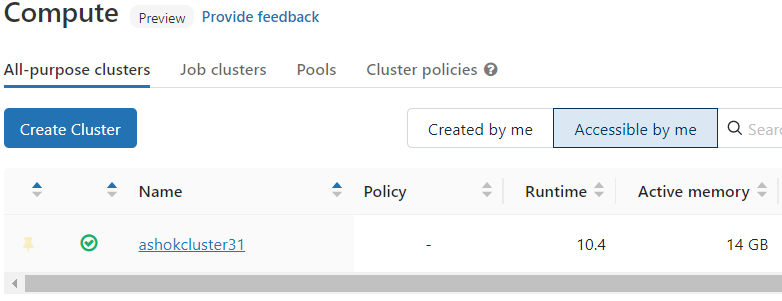 Compute Preview Provide feedback
All-purpose clusters Job clusters Pools Cluster policies ?
Create Cluster Created by me Accessible by me Sear
Name Policy Runtime Active memory
ashokcluster31 - 10.4 14 GB